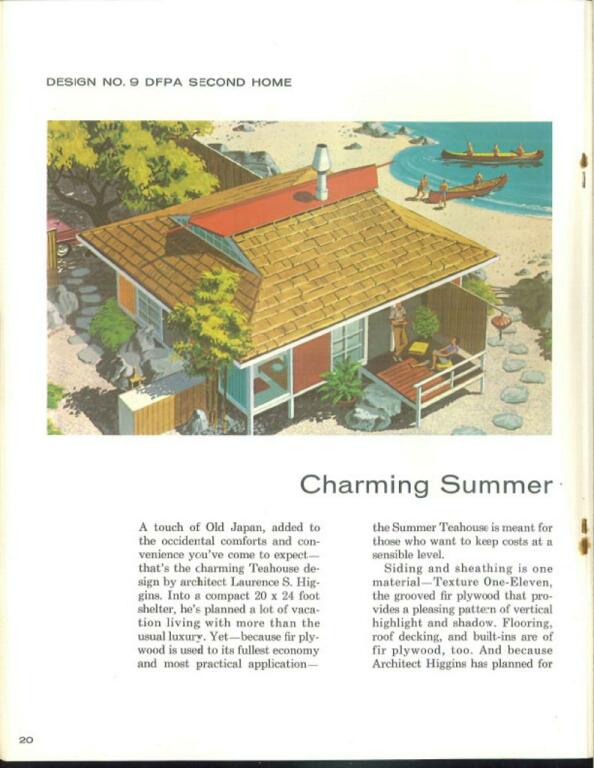 DESIGN NO. 9 DFPA SECOND HOME
Charming Summer
A touch of Old Japan, added to
the occidental comforts and con-
venience you've come to expect—
that's the charming Teahouse de-
sign by architect Laurence S. Hig-
gins. Into a compact 20 x 24 foot
shelter, he's planned a lot of vaca-
tion living with more than the
usual luxury. Yet—because fir ply-
wood is used to its fullest economy
and most practical application—
the Summer Teahouse is meant for
those who want to keep costs at a
sensible level.
Siding and sheathing is one
material—Texture One-Eleven,
the grooved fir plywood that pro-
vides a pleasing pattern of vertical
highlight and shadow. Flooring,
roof decking, and built-ins are of
fir plywood, too. And because
Architect Higgins has planned for
20